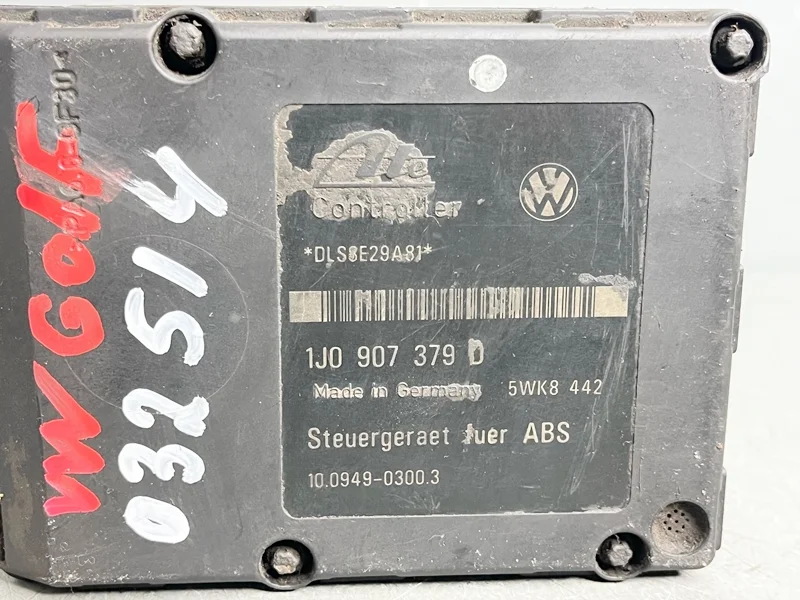 VW Golf
032514
Ate
Controller
VW
*DLS8E29A81*
1J0 907 379 D
Made in Germany 5WK8 442
Steuergeraet fuer ABS
10.0949-0300.3